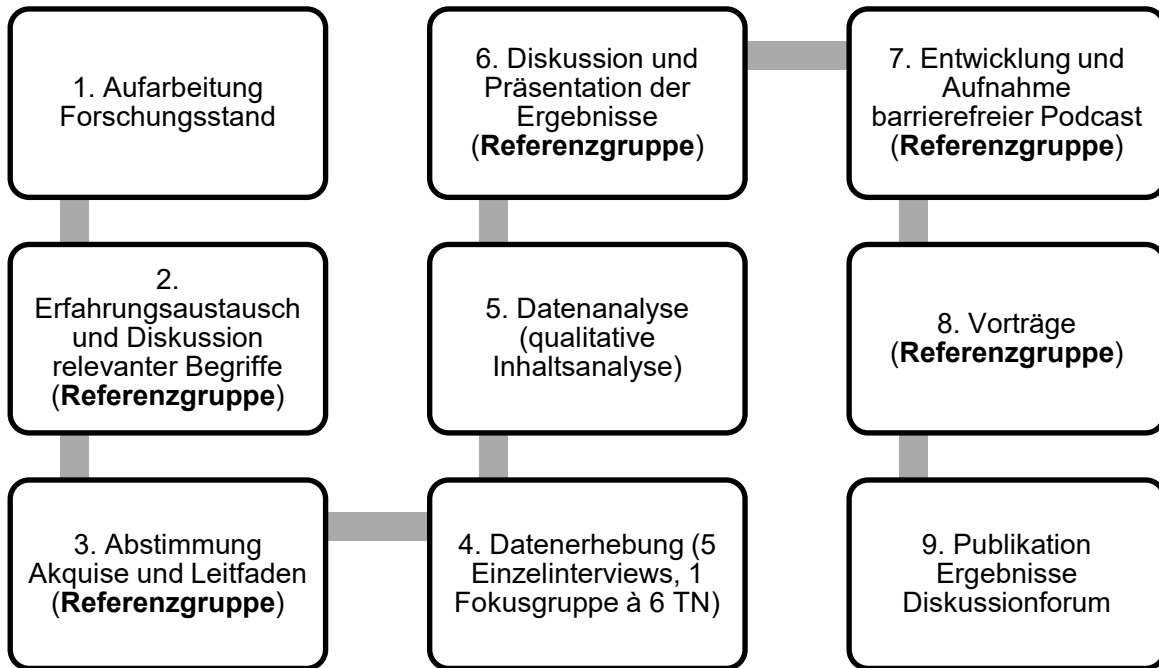 1. Aufarbeitung
Forschungsstand
2.
Erfahrungsaustausch
und Diskussion
relevanter Begriffe
(Referenzgruppe)
3. Abstimmung
Akquise und Leitfaden
(Referenzgruppe)
4. Datenerhebung (5
Einzelinterviews, 1
Fokusgruppe à 6 TN)
5. Datenanalyse
(qualitative
Inhaltsanalyse)
6. Diskussion und
Präsentation der
Ergebnisse
(Referenzgruppe)
7. Entwicklung und
Aufnahme
barrierefreier Podcast
(Referenzgruppe)
8. Vorträge
(Referenzgruppe)
9. Publikation
Ergebnisse
Diskussionforum